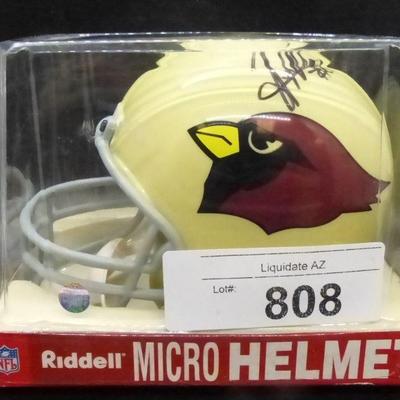 Liquidate AZ
Lot#:
808
NFL
Riddell MICRO HELMET